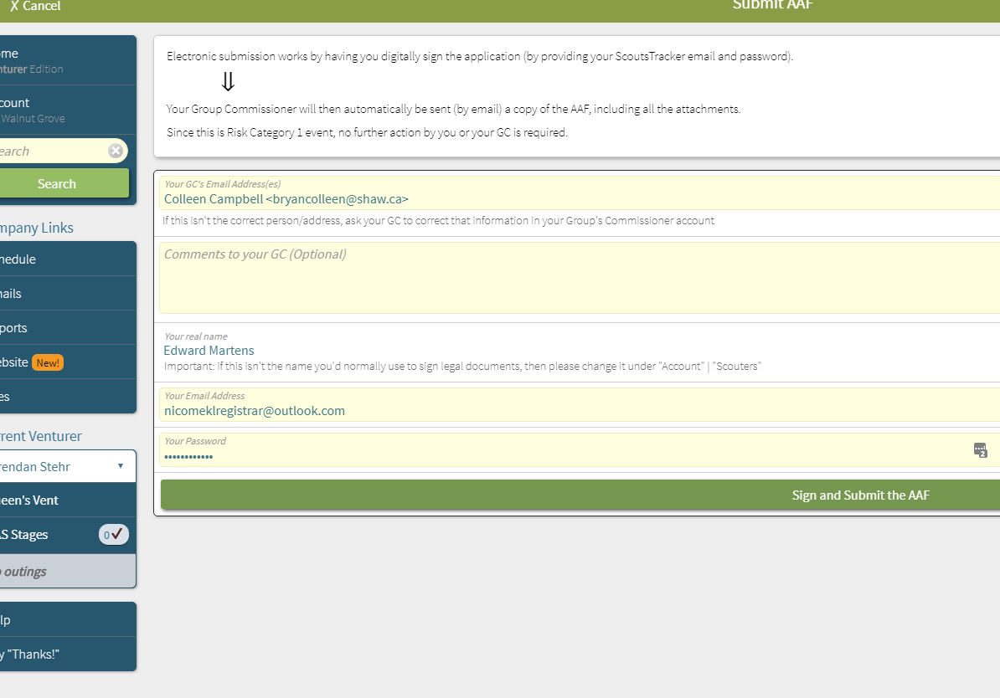 X Cancel
Submit AAF
me
nturer Edition
count
Walnut Grove
earch
Search
mpany Links
hedule
nails
ports
ebsite New!
es
rrent Venturer
rendan Stehr
een's Vent
AS Stages 0
o outings
lp
y "Thanks!"
Electronic submission works by having you digitally sign the application (by providing your ScoutsTracker email and password).
Your Group Commissioner will then automatically be sent (by email) a copy of the AAF, including all the attachments.
Since this is Risk Category 1 event, no further action by you or your GC is required.
Your GC's Email Address(es)
Colleen Campbell <bryancolleen@shaw.ca>
If this isn't the correct person/address, ask your GC to correct that information in your Group's Commissioner account
Comments to your GC (Optional)
Your real name
Edward Martens
Important: if this isn't the name you'd normally use to sign legal documents, then please change it under "Account" | "Scouters"
Your Email Address
nicomeklregistrar@outlook.com
Your Password
••••••••••••
2
Sign and Submit the AAF